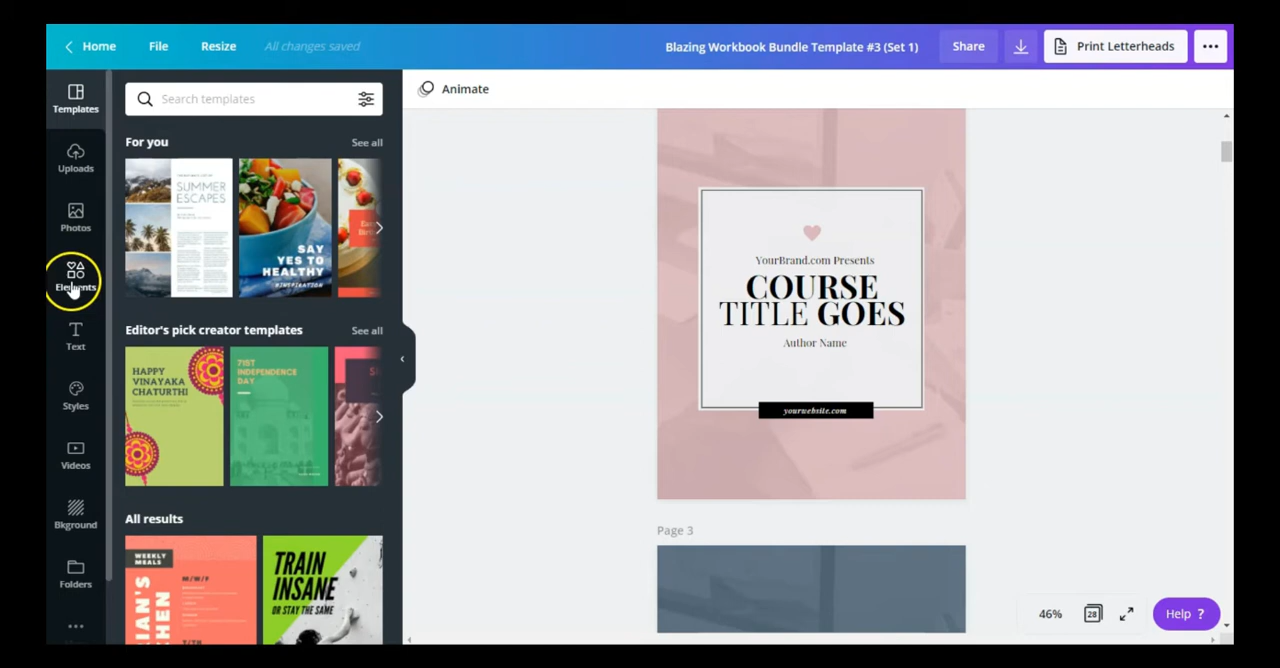 Home
File
Resize
All changes saved
Blazing Workbook Bundle Template #3 (Set 1)
Share
Print Letterheads
Templates
Uploads
Photos
Elements
Text
Styles
Videos
Bkground
Folders
Search templates
For you
See all
SUMMER
ESCAPES
SAY
YES TO
HEALTHY
#INSPIRATION
Editor's pick creator templates
See all
HAPPY
VINAYAKA
CHATURTHI
71ST
INDEPENDENCE
DAY
All results
WEEKLY
MEALS
M/W/F
TRAIN
INSANE
OR STAY THE SAME
Animate
YourBrand.com Presents
COURSE
TITLE GOES
Author Name
yourwebsite.com
Page 3
46%
28
Help ?